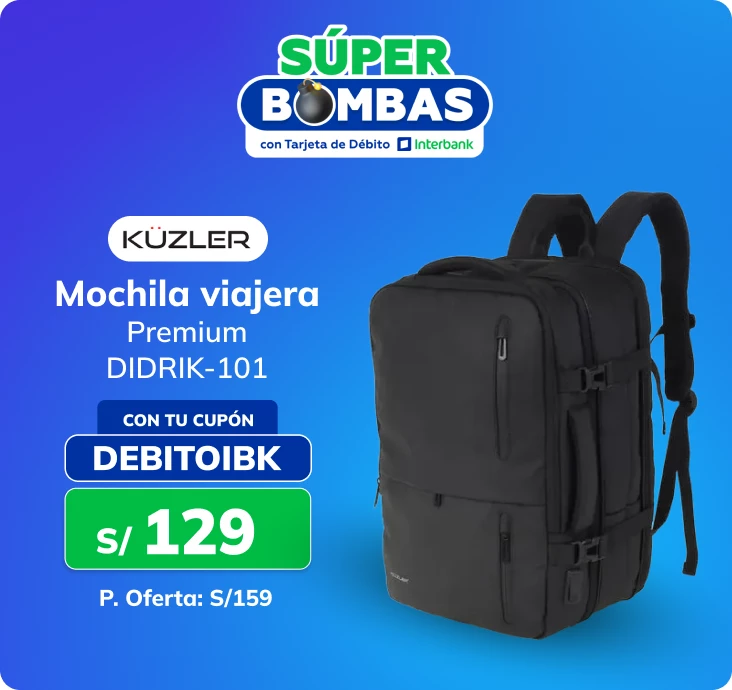 SÚPER
BOMBAS
con Tarjeta de Débito Interbank
KÜZLER
Mochila viajera
Premium
DIDRIK-101
CON TU CUPÓN
DEBITOIBK
S/ 129
P. Oferta: S/159
KÜZLER